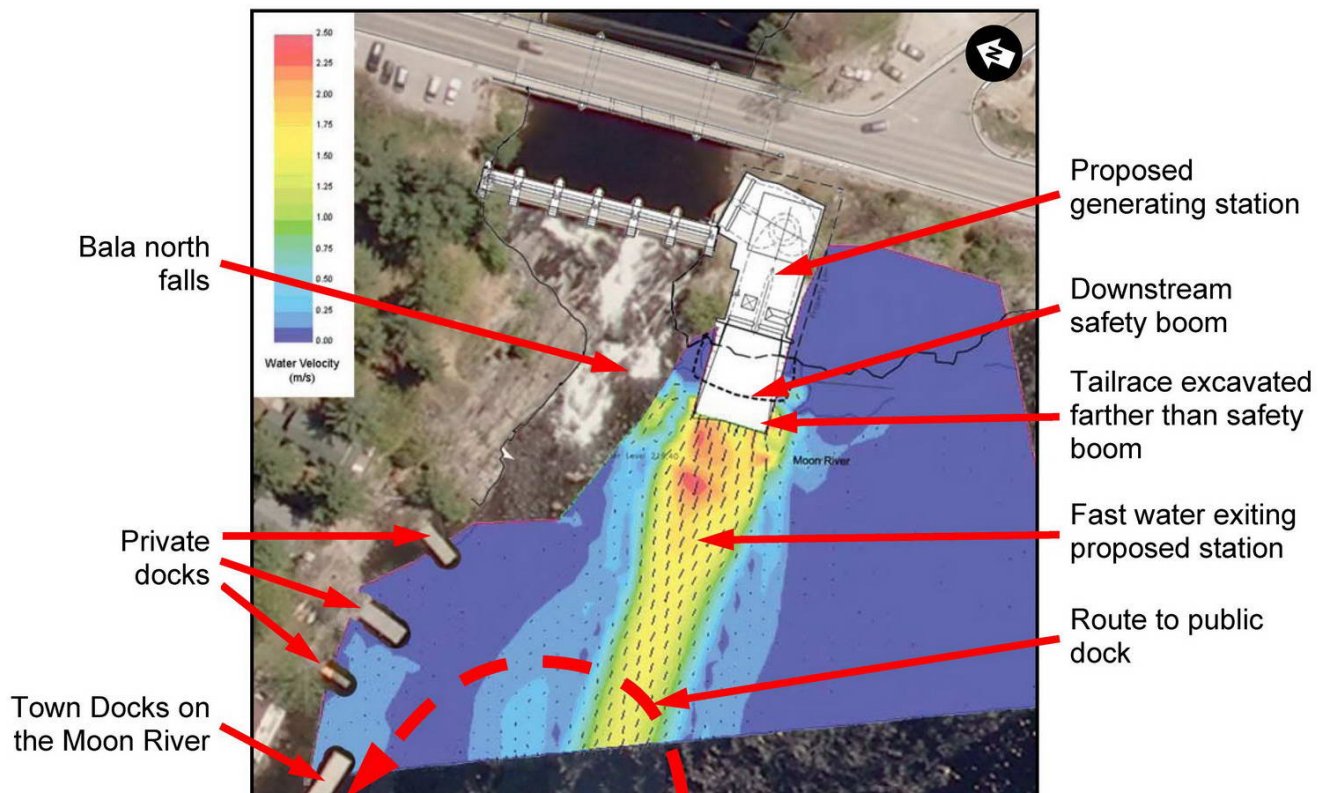 2.50
2.25
2.00
1.75
1.50
1.25
1.00
0.75
0.50
0.25
0.00
Water Velocity
(m/s)
N
Bala north
falls
Private
docks
Town Docks on
the Moon River
Proposed
generating station
Downstream
safety boom
Tailrace excavated
farther than safety
boom
Moon River
Fast water exiting
proposed station
Route to public
dock